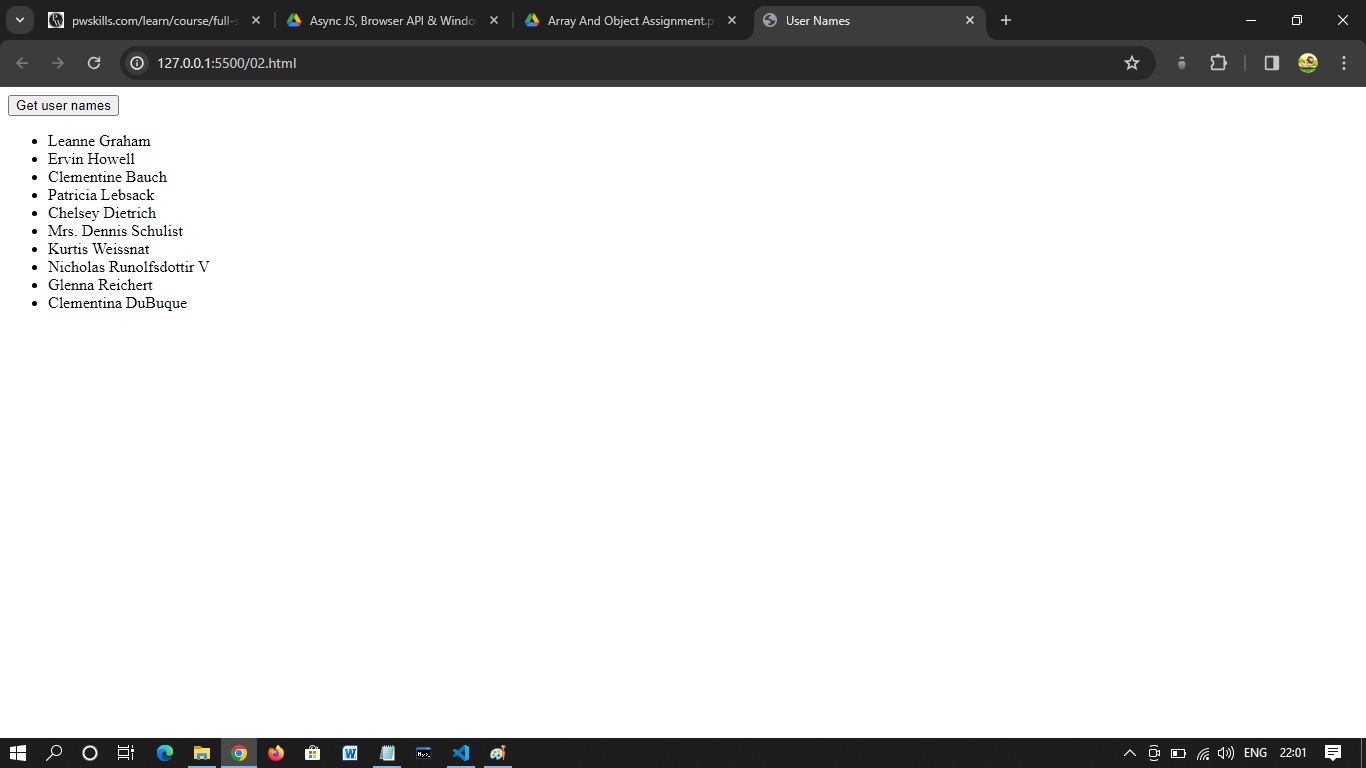 pwskills.com/learn/course/full-s
Async JS, Browser API & Windo
Array And Object Assignment.p
User Names
127.0.0.1:5500/02.html
Get user names
Leanne Graham
Ervin Howell
Clementine Bauch
Patricia Lebsack
Chelsey Dietrich
Mrs. Dennis Schulist
Kurtis Weissnat
Nicholas Runolfsdottir V
Glenna Reichert
Clementina DuBuque
ENG
22:01